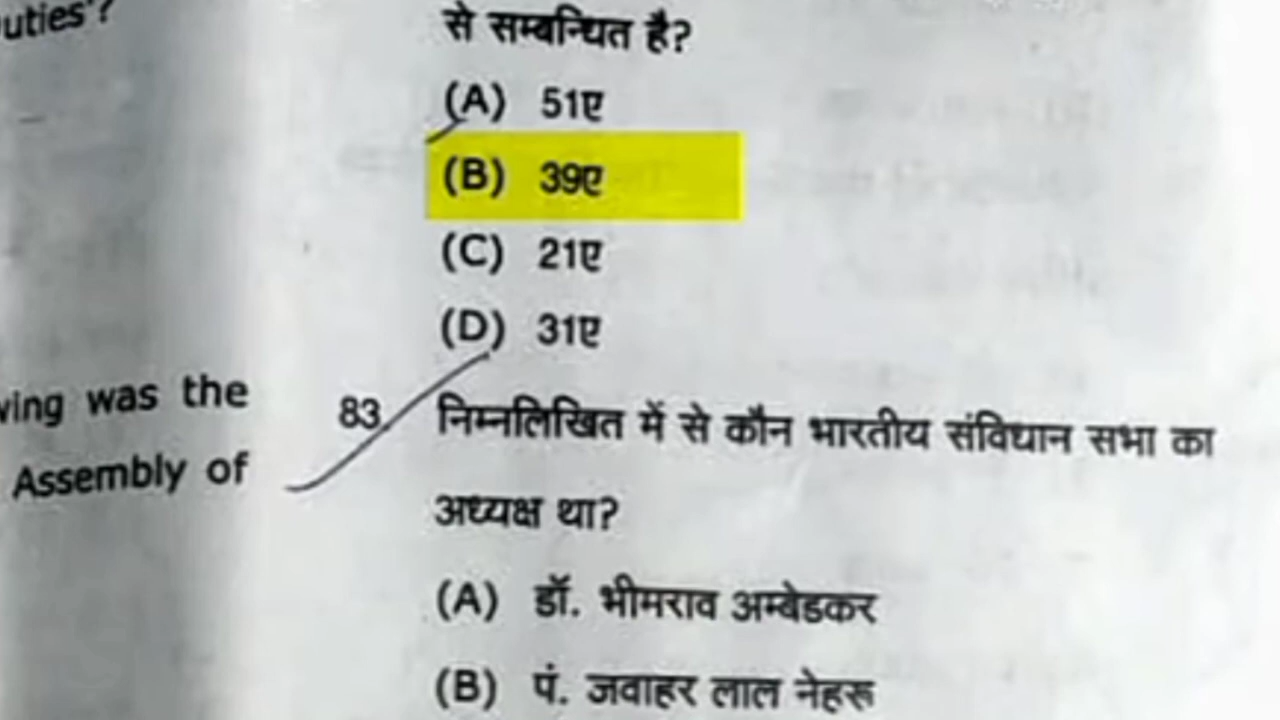 uties'?
से सम्बन्धित है?
(A) 51ए
(B) 39ए
(C) 21ए
(D) 31ए
wing was the
Assembly of
83. निम्नलिखित में से कौन भारतीय संविधान सभा का
अध्यक्ष था?
(A) डॉ. भीमराव अम्बेडकर
(B) पं. जवाहर लाल नेहरू